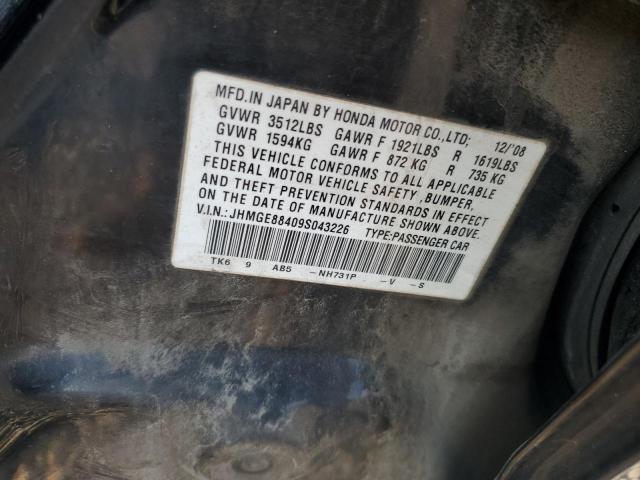 MFD.IN JAPAN BY HONDA MOTOR CO.,LTD; 12/'08
GVWR 3512LBS GAWR F 1921LBS R 1619LBS
GVWR 1594KG GAWR F 872 KG R 735 KG
THIS VEHICLE CONFORMS TO ALL APPLICABLE
FEDERAL MOTOR VEHICLE SAFETY,BUMPER,
AND THEFT PREVENTION STANDARDS IN EFFECT
ON THE DATE OF MANUFACTURE SHOWN ABOVE.
V.I.N.:JHMGE88409S043226 TYPE:PASSENGER CAR
TK6 9 AB5 -NH731P -V -S